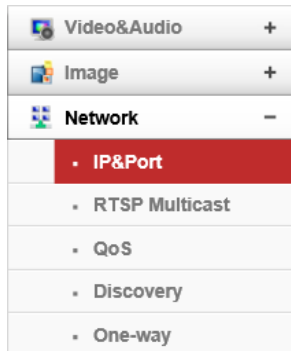 Video&Audio +
Image +
Network −
IP&Port
RTSP Multicast
QoS
Discovery
One-way